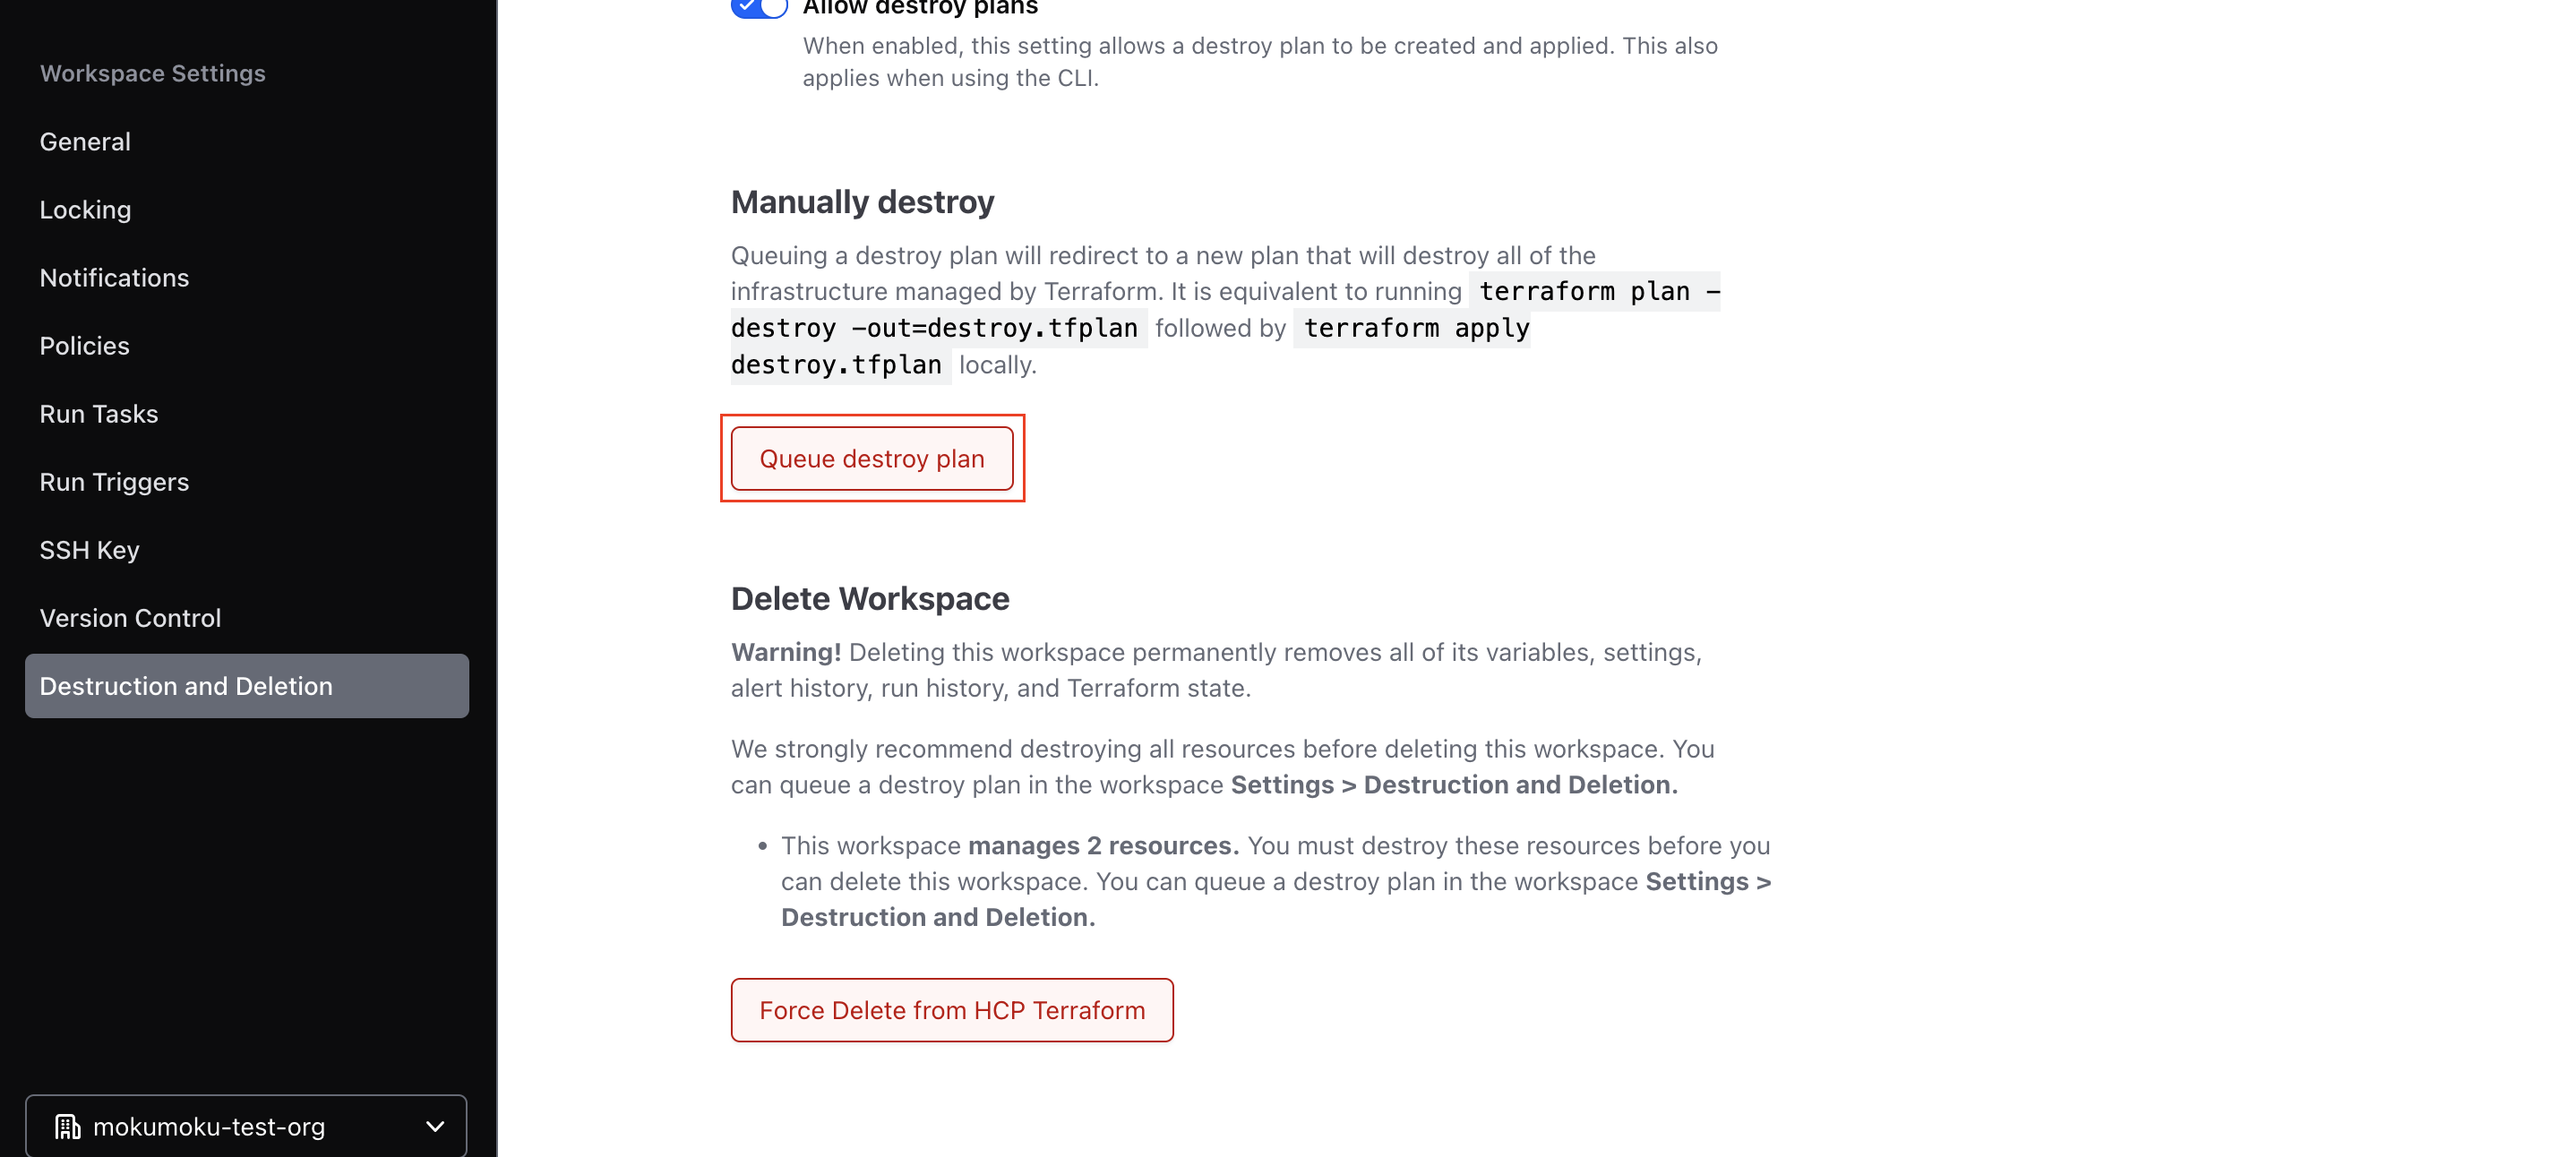 Workspace Settings
General
Locking
Notifications
Policies
Run Tasks
Run Triggers
SSH Key
Version Control
Destruction and Deletion
mokumoku-test-org
Allow destroy plans
When enabled, this setting allows a destroy plan to be created and applied. This also
applies when using the CLI.
Manually destroy
Queuing a destroy plan will redirect to a new plan that will destroy all of the
infrastructure managed by Terraform. It is equivalent to running terraform plan -
destroy -out=destroy.tfplan followed by terraform apply
destroy.tfplan locally.
Queue destroy plan
Delete Workspace
Warning! Deleting this workspace permanently removes all of its variables, settings,
alert history, run history, and Terraform state.
We strongly recommend destroying all resources before deleting this workspace. You
can queue a destroy plan in the workspace Settings > Destruction and Deletion.
• This workspace manages 2 resources. You must destroy these resources before you
can delete this workspace. You can queue a destroy plan in the workspace Settings >
Destruction and Deletion.
Force Delete from HCP Terraform